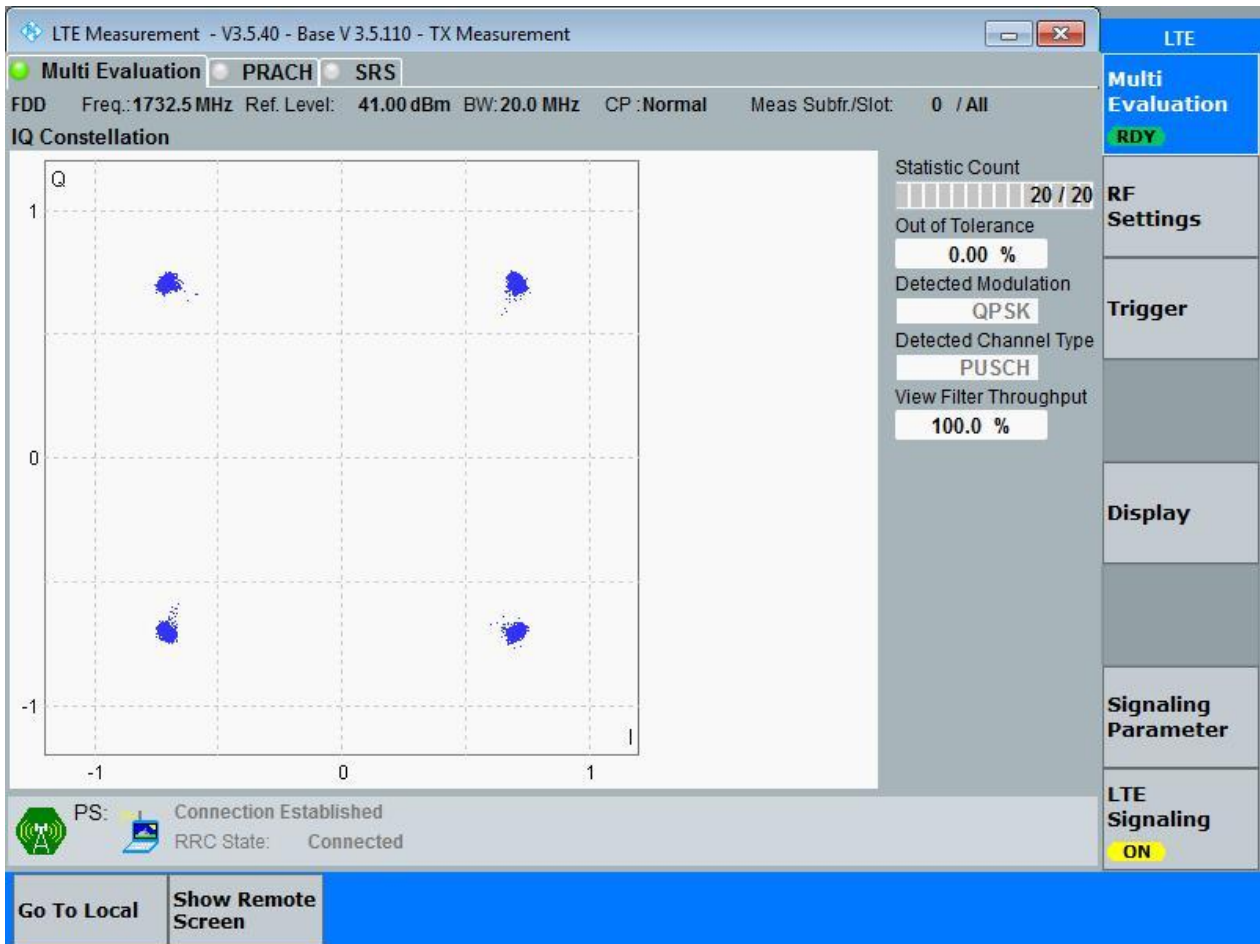 LTE Measurement - V3.5.40 - Base V 3.5.110 - TX Measurement
LTE
Multi Evaluation PRACH SRS
Multi
Evaluation
RDY
FDD Freq.: 1732.5 MHz Ref. Level: 41.00 dBm BW: 20.0 MHz CP : Normal Meas Subfr./Slot: 0 / All
IQ Constellation
Q
1
0
-1
I
-1 0 1
Statistic Count
20 / 20
Out of Tolerance
0.00 %
Detected Modulation
QPSK
Detected Channel Type
PUSCH
View Filter Throughput
100.0 %
RF
Settings
Trigger
Display
Signaling
Parameter
LTE
Signaling
ON
PS: Connection Established
RRC State: Connected
Go To Local
Show Remote
Screen